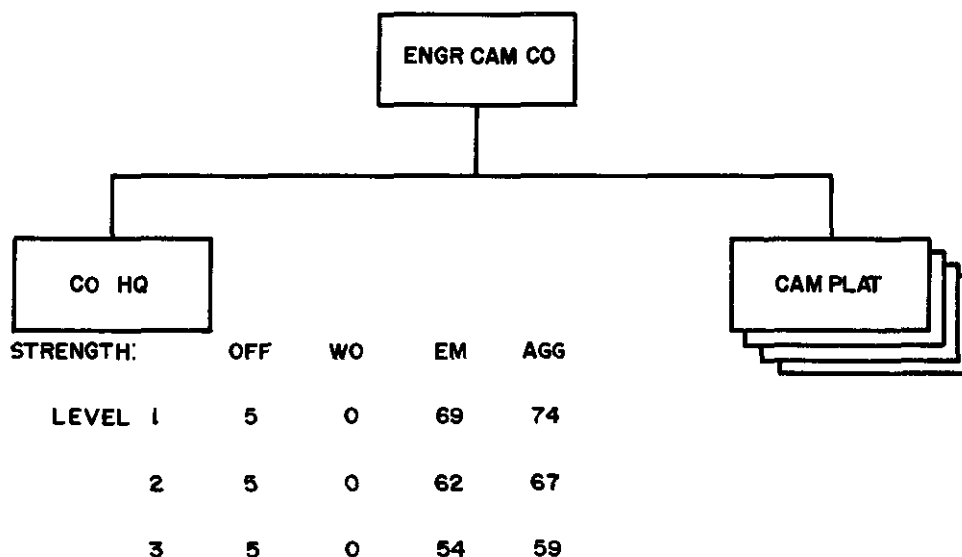 ENGR CAM CO
CO HQ
CAM PLAT
STRENGTH: OFF WO EM AGG
LEVEL 1 5 0 69 74
2 5 0 62 67
3 5 0 54 59